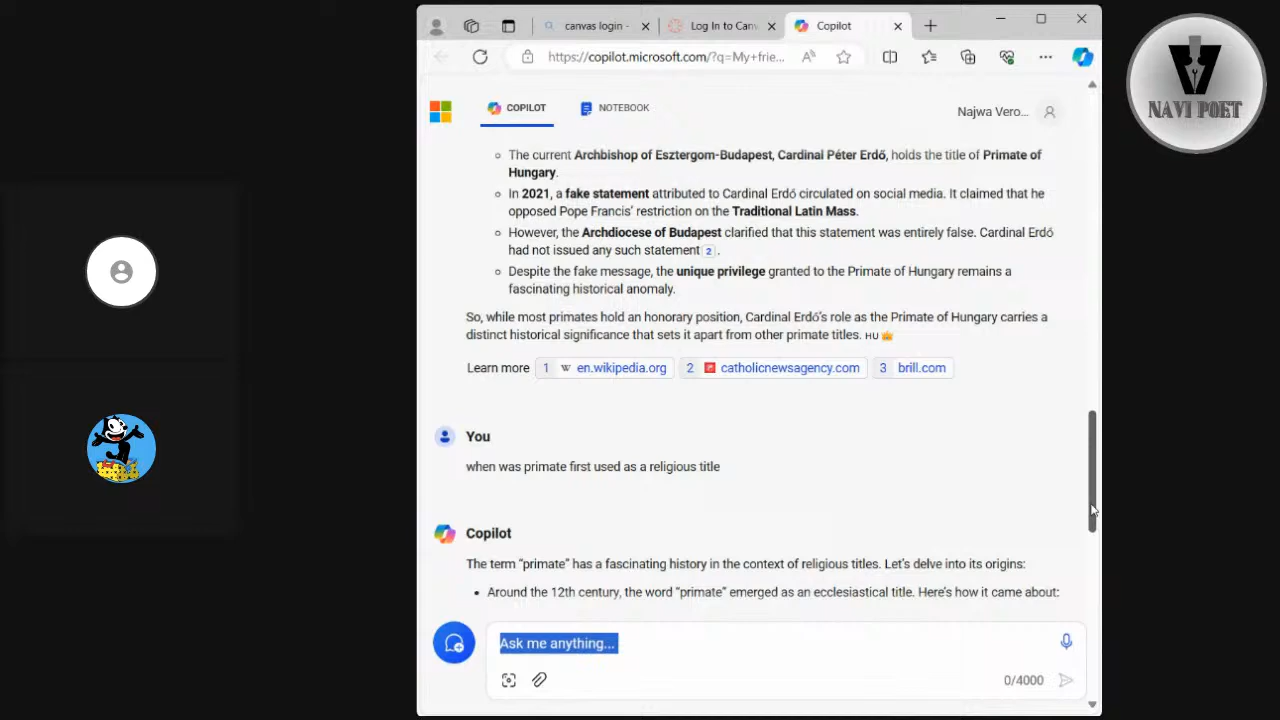 canvas login -
Log In to Canv
Copilot
https://copilot.microsoft.com/?q=My+frie...
NAVI POET
COPILOT
NOTEBOOK
Najwa Vero...
The current Archbishop of Esztergom-Budapest, Cardinal Péter Erdő, holds the title of Primate of
Hungary.
In 2021, a fake statement attributed to Cardinal Erdó circulated on social media. It claimed that he
opposed Pope Francis' restriction on the Traditional Latin Mass.
However, the Archdiocese of Budapest clarified that this statement was entirely false. Cardinal Erdó
had not issued any such statement 2 .
Despite the fake message, the unique privilege granted to the Primate of Hungary remains a
fascinating historical anomaly.
So, while most primates hold an honorary position, Cardinal Erdő's role as the Primate of Hungary carries a
distinct historical significance that sets it apart from other primate titles. HU
Learn more 1 W en.wikipedia.org 2 catholicnewsagency.com 3 brill.com
You
when was primate first used as a religious title
Copilot
The term "primate" has a fascinating history in the context of religious titles. Let's delve into its origins:
Around the 12th century, the word "primate" emerged as an ecclesiastical title. Here's how it came about:
Ask me anything...
0/4000